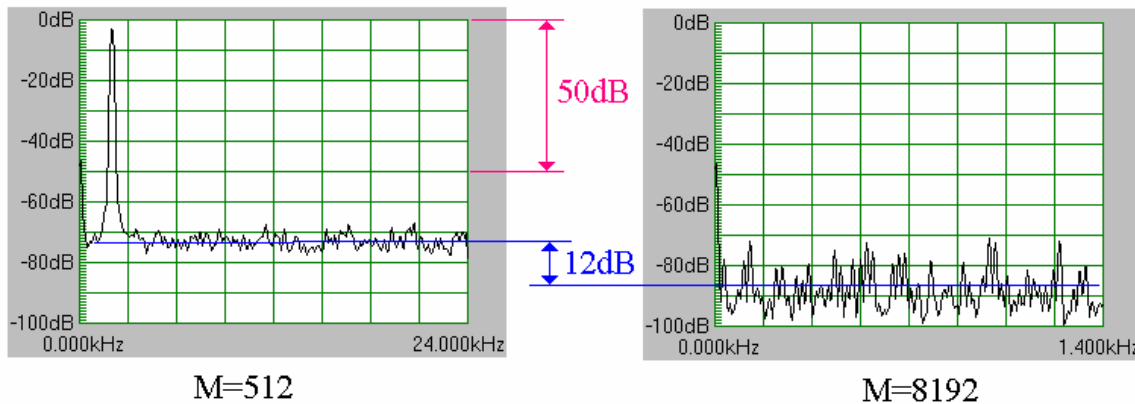 0dB
-20dB
-40dB
-60dB
-80dB
-100dB
0.000kHz 24.000kHz
M=512
50dB
12dB
0dB
-20dB
-40dB
-60dB
-80dB
-100dB
0.000kHz 1.400kHz
M=8192